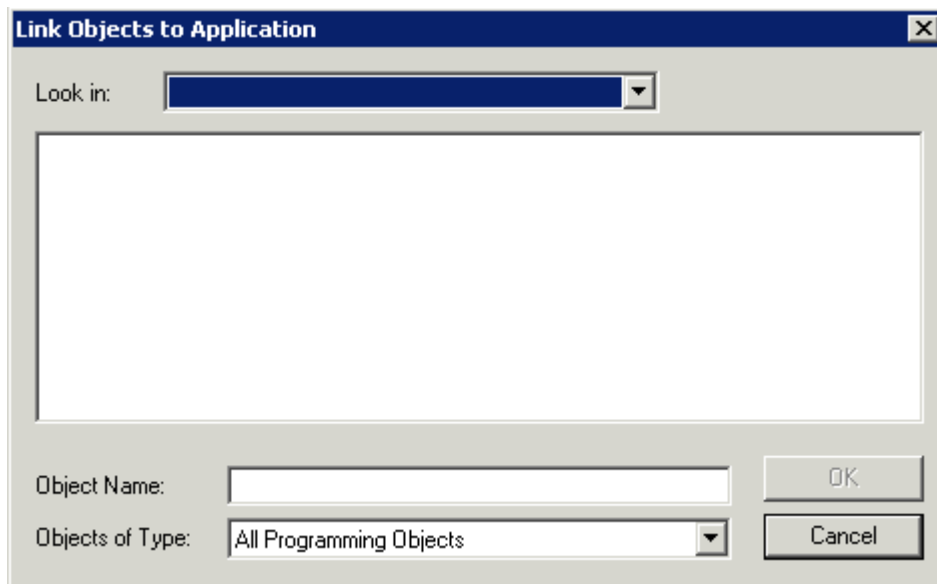 Link Objects to Application
Look in:
Object Name:
OK
Objects of Type:
All Programming Objects
Cancel